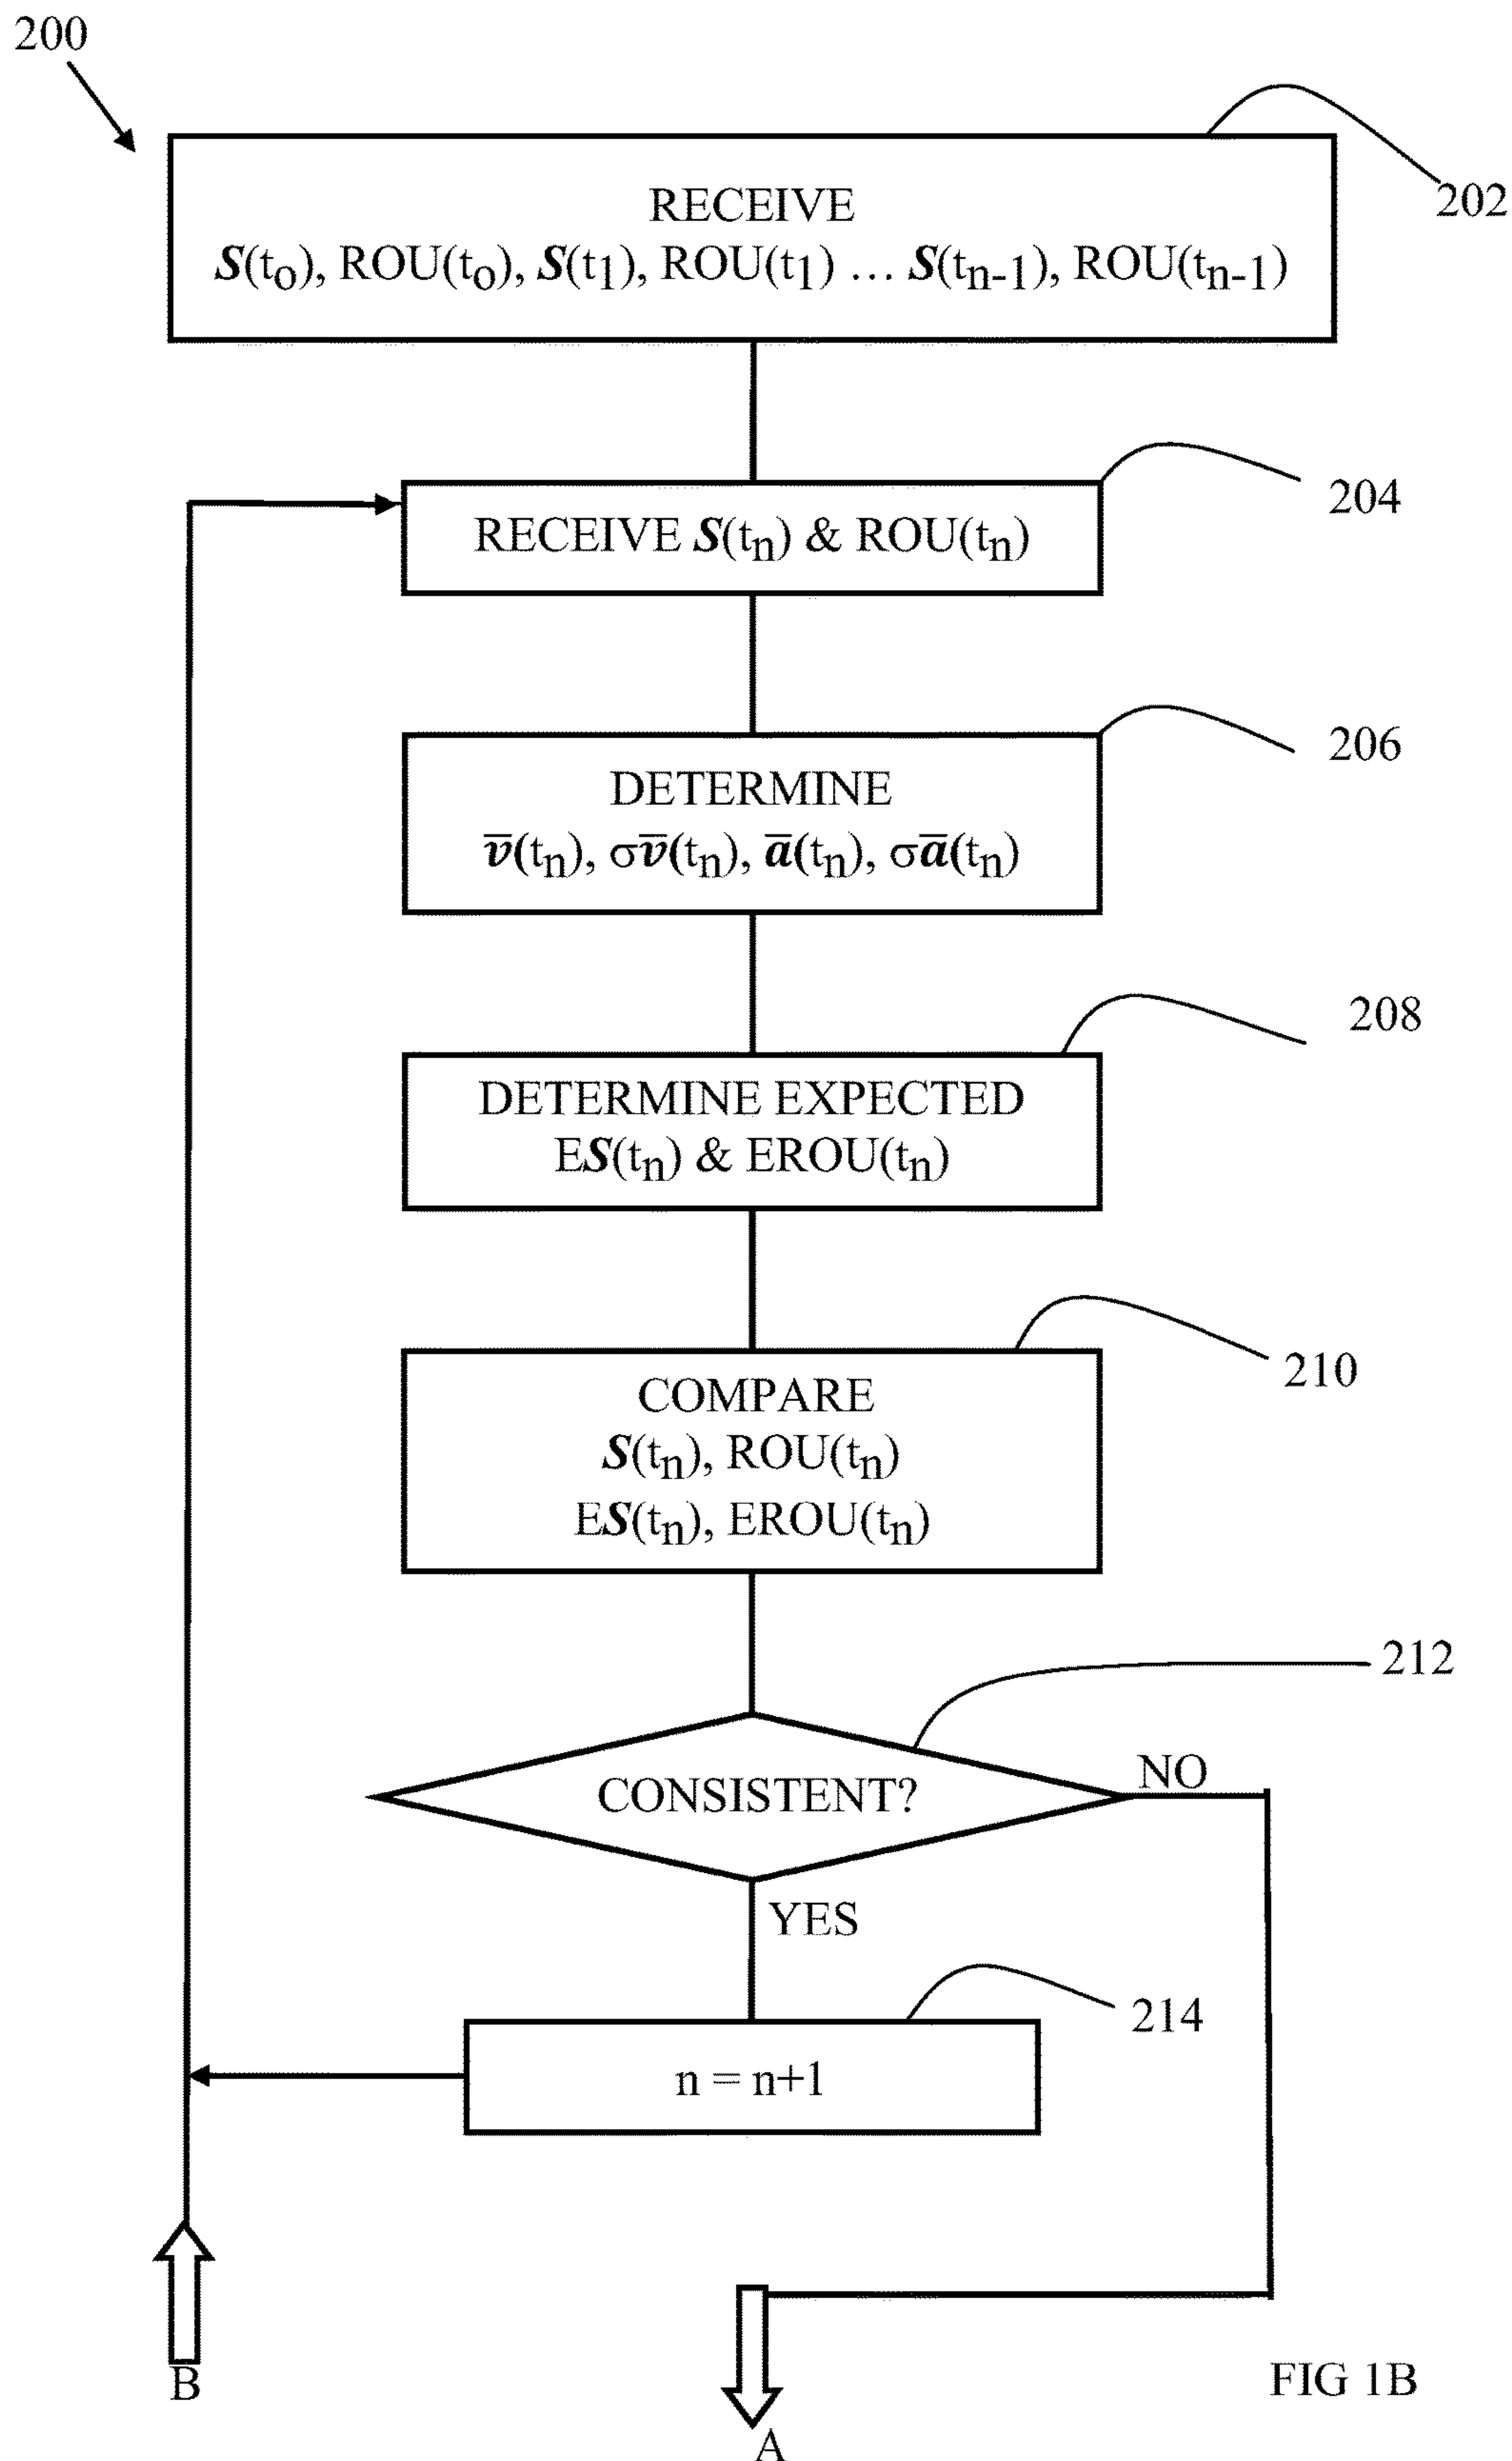 200
202
RECEIVE
S(to), ROU(to), S(t1), ROU(t1) … S(tn-1), ROU(tn-1)
204
RECEIVE S(tn) & ROU(tn)
206
DETERMINE
v̅(tn), σv̅(tn), a̅(tn), σa̅(tn)
208
DETERMINE EXPECTED
ES(tn) & EROU(tn)
210
COMPARE
S(tn), ROU(tn)
ES(tn), EROU(tn)
212
CONSISTENT?
NO
YES
214
n = n+1
B
A
FIG 1B